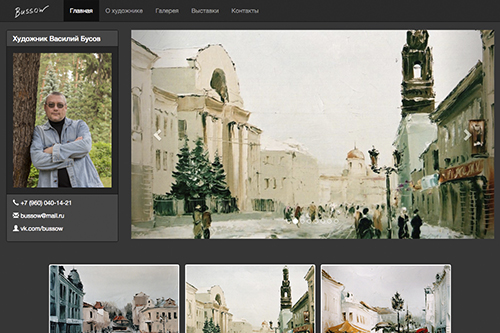 Bussow
Главная
О художнике
Галерея
Выставки
Контакты
Художник Василий Бусов
+7 (960) 040-14-21
bussow@mail.ru
vk.com/bussow